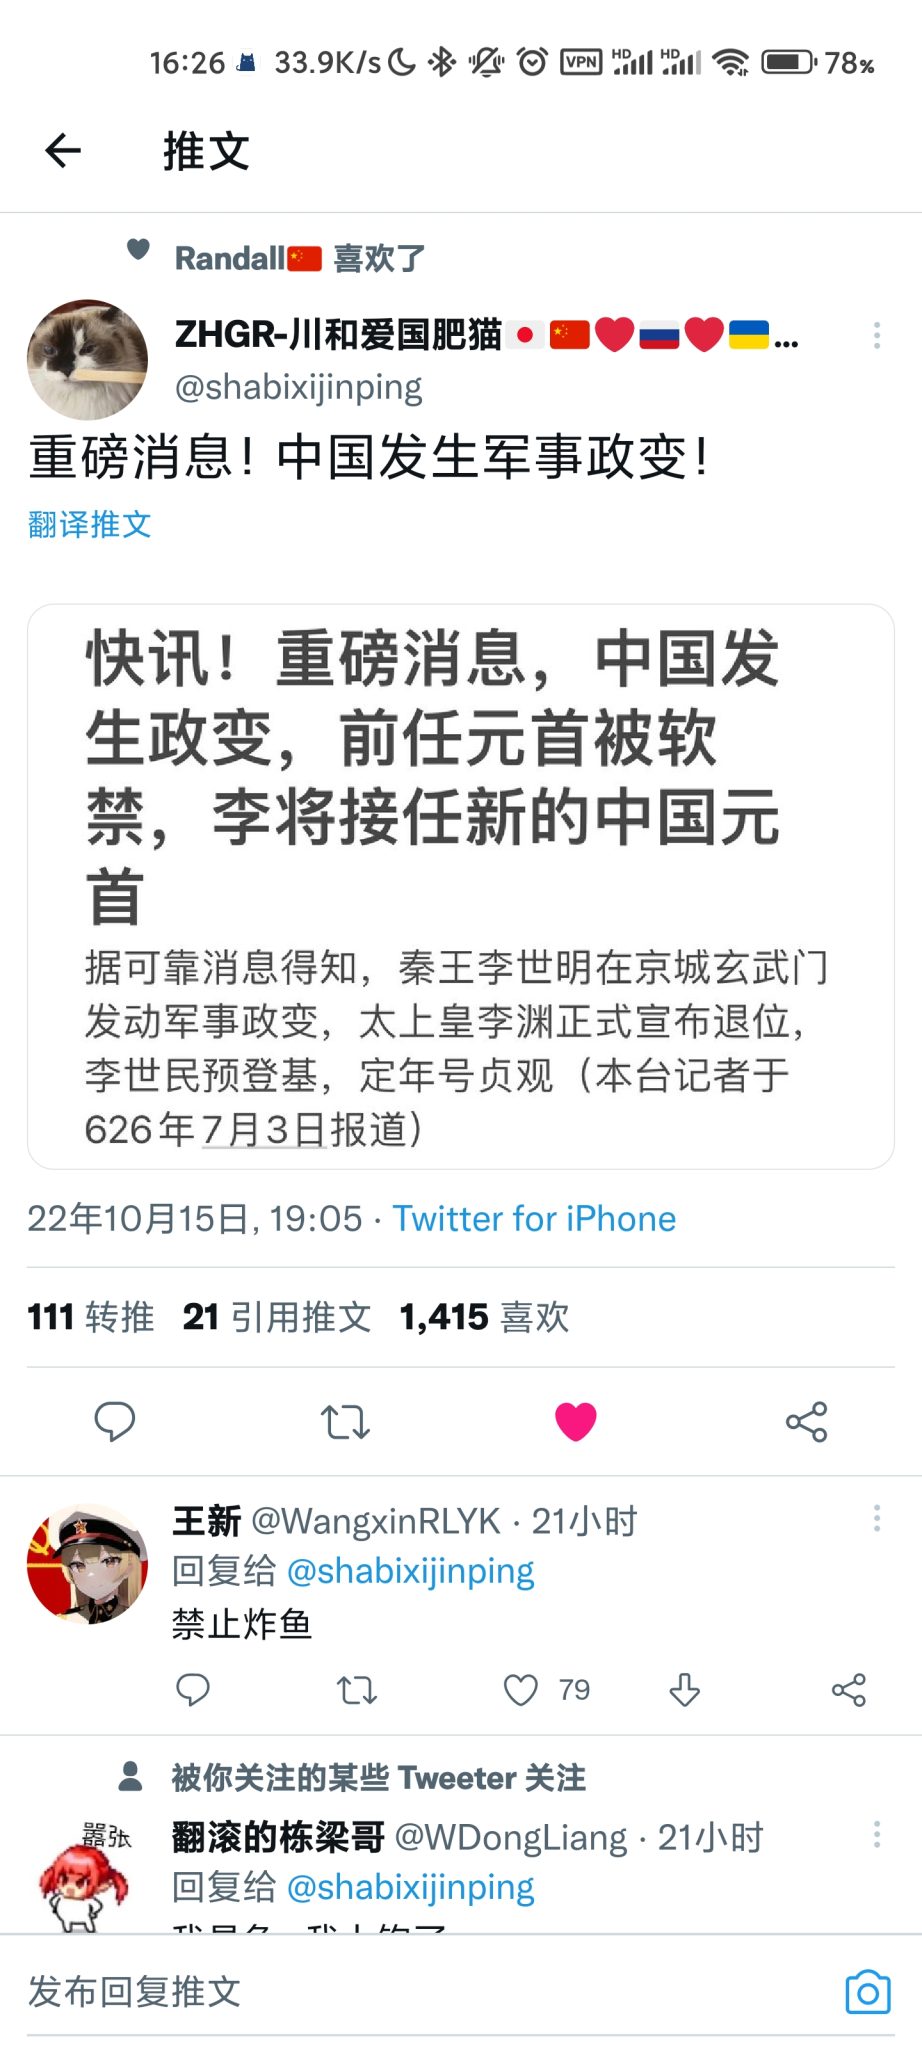 16:26 33.9K/s VPN HD HD 78%
推文
Randall🇨🇳 喜欢了
ZHGR-川和爱国肥猫🇯🇵🇨🇳❤️🇷🇺❤️🇺🇦...
@shabixijinping
重磅消息！中国发生军事政变！
翻译推文
快讯！重磅消息，中国发
生政变，前任元首被软
禁，李将接任新的中国元
首
据可靠消息得知，秦王李世明在京城玄武门
发动军事政变，太上皇李渊正式宣布退位，
李世民预登基，定年号贞观（本台记者于
626年7月3日报道）
22年10月15日, 19:05 · Twitter for iPhone
111 转推 21 引用推文 1,415 喜欢
王新 @WangxinRLYK · 21小时
回复给 @shabixijinping
禁止炸鱼
79
被你关注的某些 Tweeter 关注
嚣张
翻滚的栋梁哥 @WDongLiang · 21小时
回复给 @shabixijinping
发布回复推文